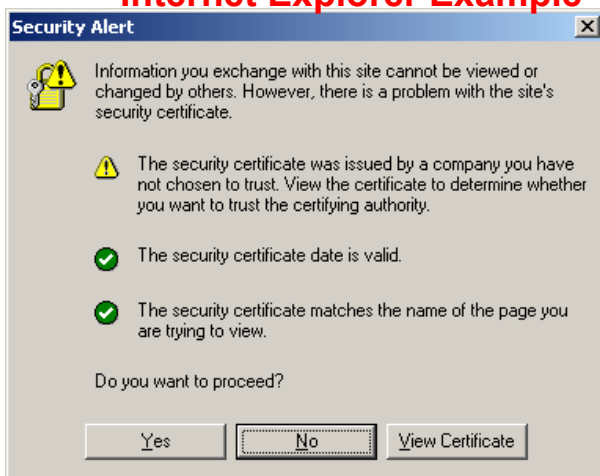 Internet Explorer Example
Security Alert
Information you exchange with this site cannot be viewed or
changed by others. However, there is a problem with the site's
security certificate.
The security certificate was issued by a company you have
not chosen to trust. View the certificate to determine whether
you want to trust the certifying authority.
The security certificate date is valid.
The security certificate matches the name of the page you
are trying to view.
Do you want to proceed?
Yes
No
View Certificate